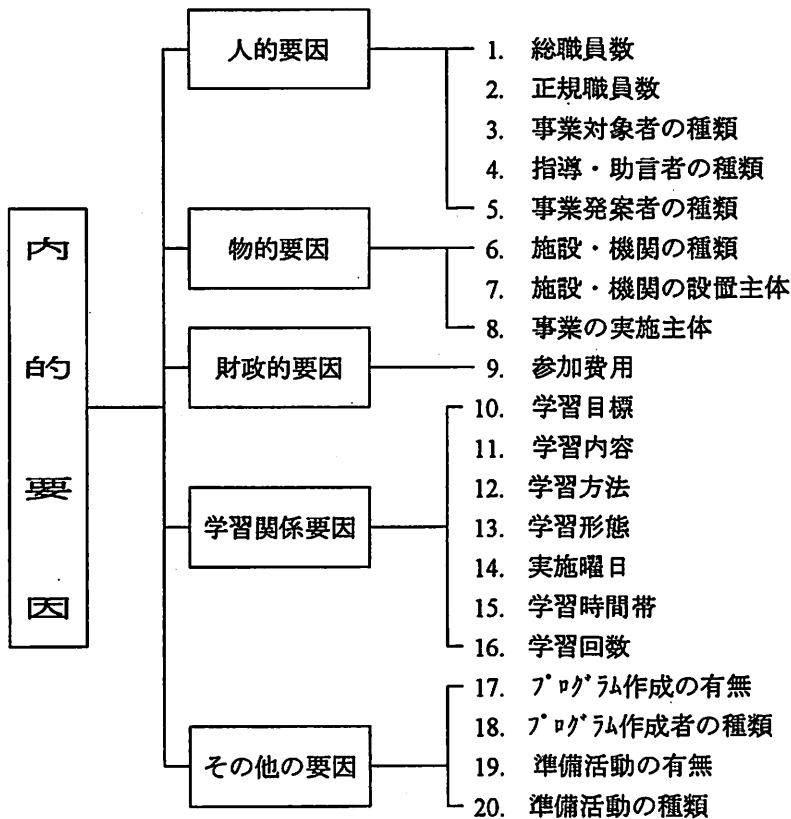 内的要因
人的要因
1. 総職員数
2. 正規職員数
3. 事業対象者の種類
4. 指導・助言者の種類
5. 事業発案者の種類
物的要因
6. 施設・機関の種類
7. 施設・機関の設置主体
8. 事業の実施主体
財政的要因
9. 参加費用
学習関係要因
10. 学習目標
11. 学習内容
12. 学習方法
13. 学習形態
14. 実施曜日
15. 学習時間帯
16. 学習回数
その他の要因
17. プログラム作成の有無
18. プログラム作成者の種類
19. 準備活動の有無
20. 準備活動の種類